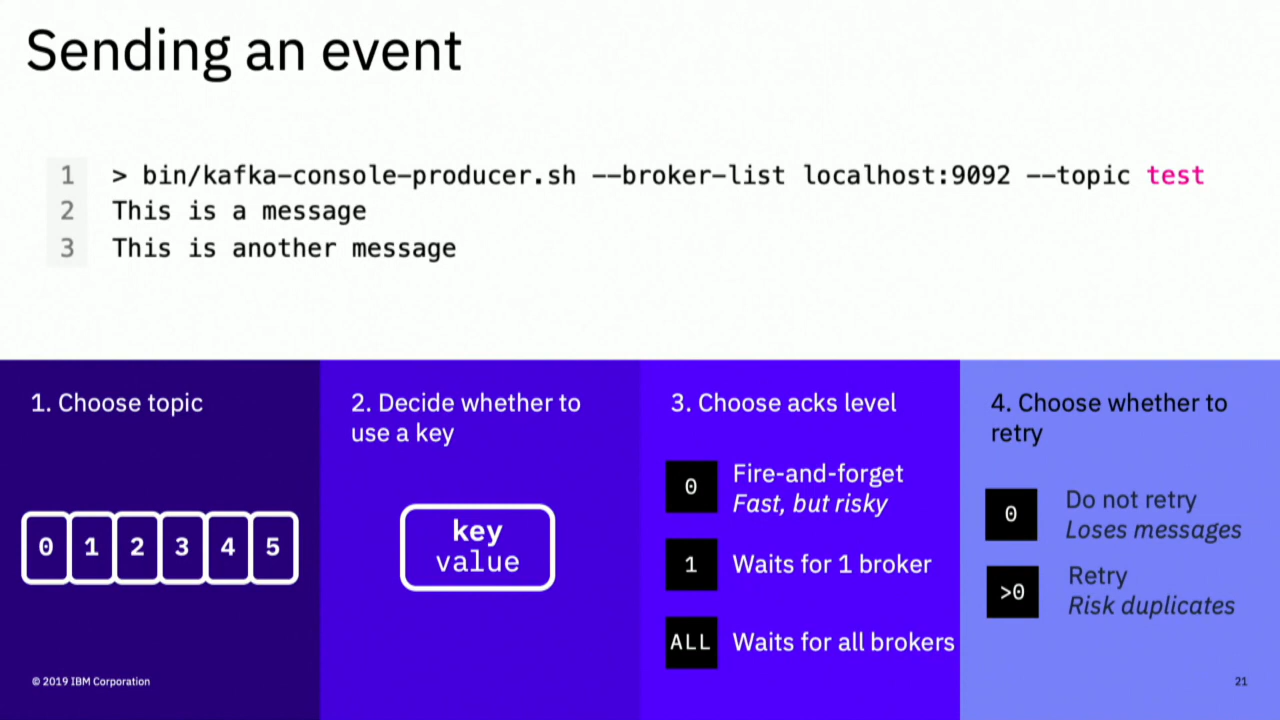 Sending an event
1 > bin/kafka-console-producer.sh --broker-list localhost:9092 --topic test
2 This is a message
3 This is another message
1. Choose topic
0 1 2 3 4 5
2. Decide whether to
use a key
key
value
3. Choose acks level
0 Fire-and-forget
Fast, but risky
1 Waits for 1 broker
ALL Waits for all brokers
4. Choose whether to
retry
0 Do not retry
Loses messages
>0 Retry
Risk duplicates
© 2019 IBM Corporation
21